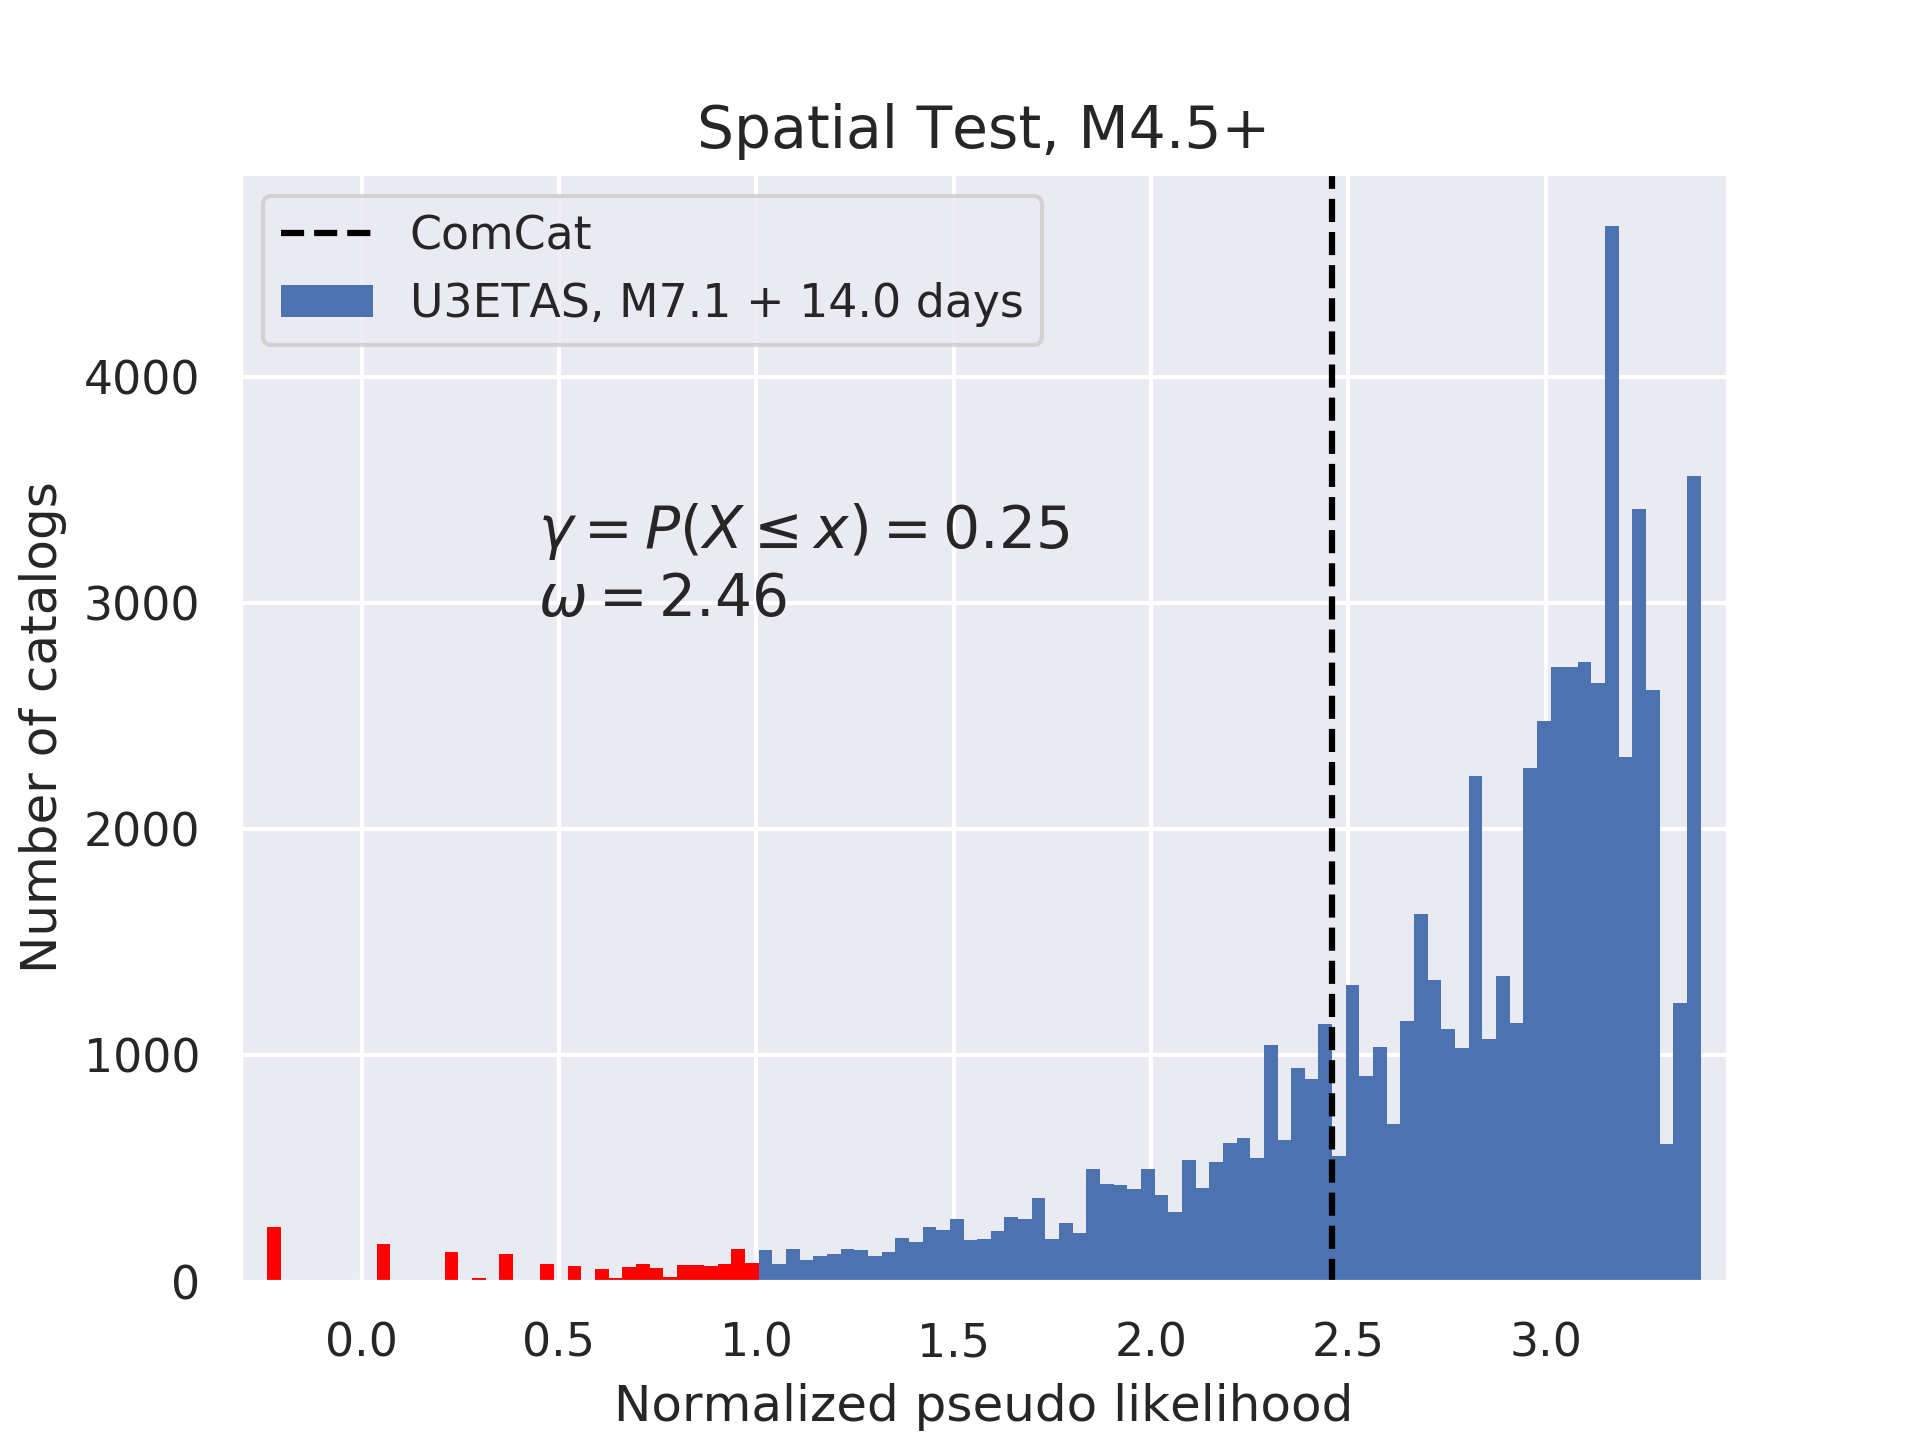 Spatial Test, M4.5+
ComCat
U3ETAS, M7.1 + 14.0 days
γ = P(X ≤ x) = 0.25
ω = 2.46
Number of catalogs
4000
3000
2000
1000
0
0.0 0.5 1.0 1.5 2.0 2.5 3.0
Normalized pseudo likelihood